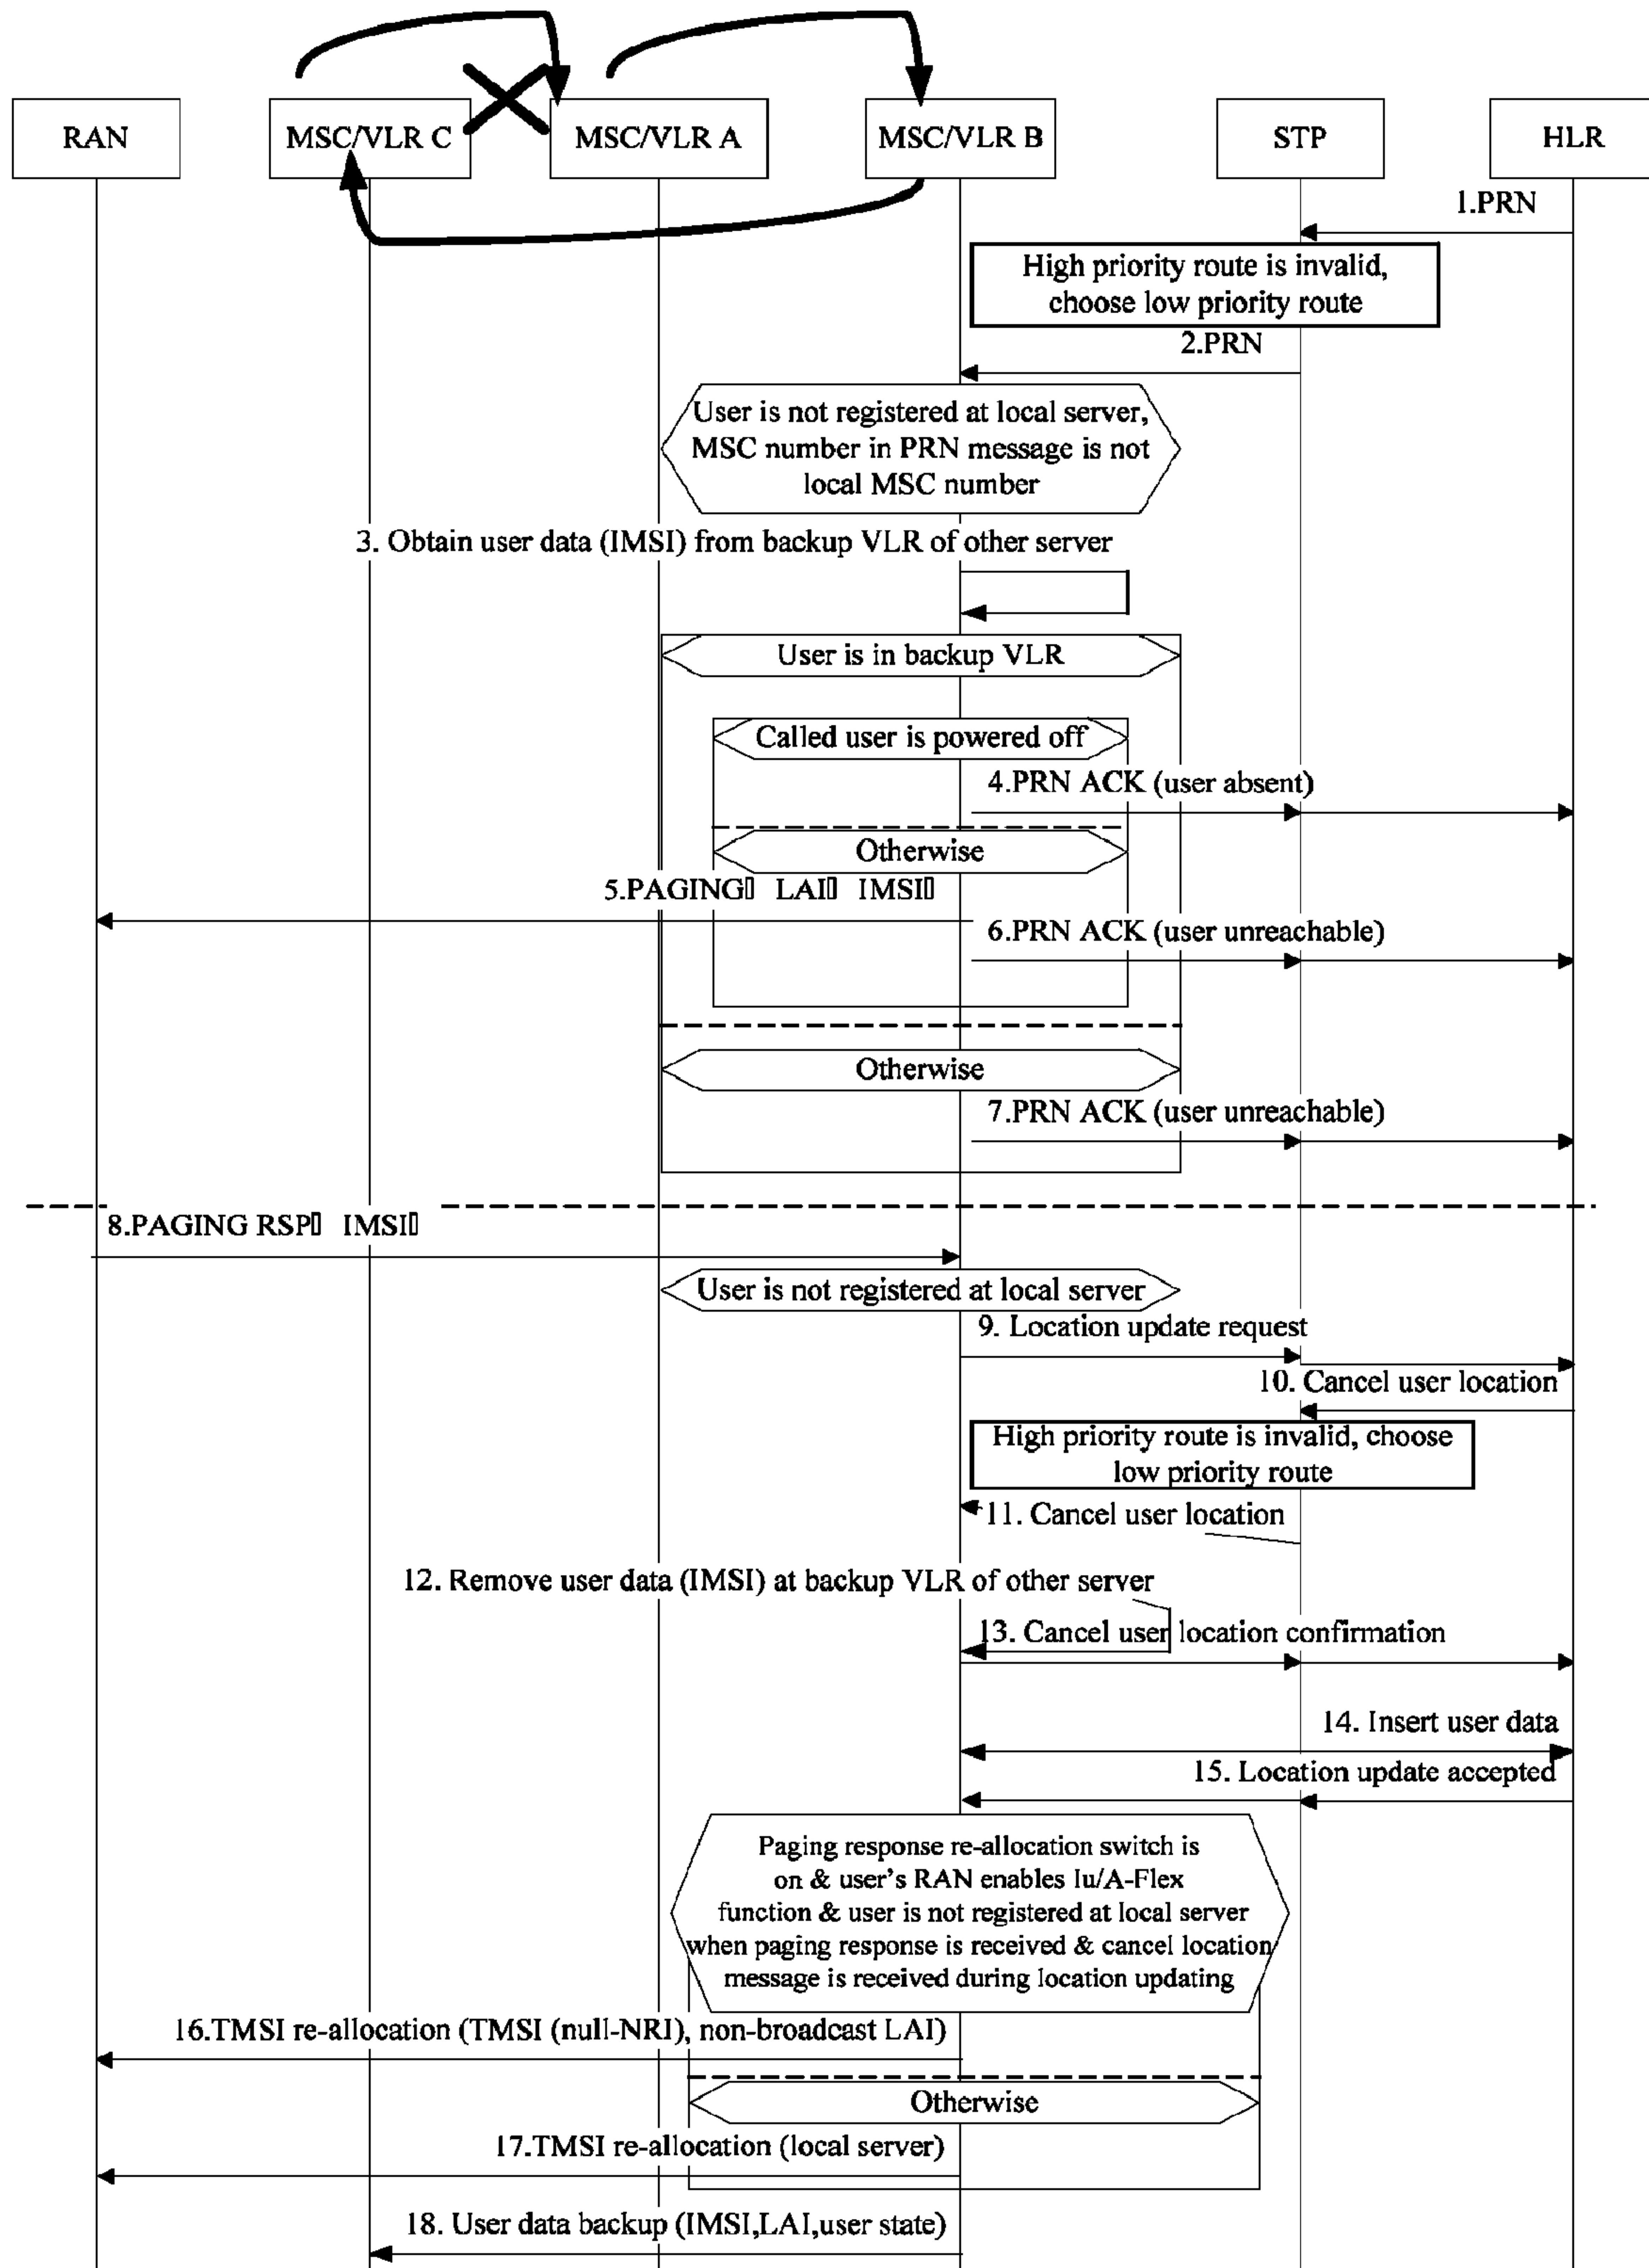 RAN
MSC/VLR C
MSC/VLR A
MSC/VLR B
STP
HLR
1.PRN
High priority route is invalid,
choose low priority route
2.PRN
User is not registered at local server,
MSC number in PRN message is not
local MSC number
3. Obtain user data (IMSI) from backup VLR of other server
User is in backup VLR
Called user is powered off
4.PRN ACK (user absent)
Otherwise
5.PAGING▯ LAI▯ IMSI▯
6.PRN ACK (user unreachable)
Otherwise
7.PRN ACK (user unreachable)
8.PAGING RSP▯ IMSI▯
User is not registered at local server
9. Location update request
10. Cancel user location
High priority route is invalid, choose
low priority route
11. Cancel user location
12. Remove user data (IMSI) at backup VLR of other server
13. Cancel user location confirmation
14. Insert user data
15. Location update accepted
Paging response re-allocation switch is
on & user's RAN enables Iu/A-Flex
function & user is not registered at local server
when paging response is received & cancel location
message is received during location updating
16.TMSI re-allocation (TMSI (null-NRI), non-broadcast LAI)
Otherwise
17.TMSI re-allocation (local server)
18. User data backup (IMSI,LAI,user state)